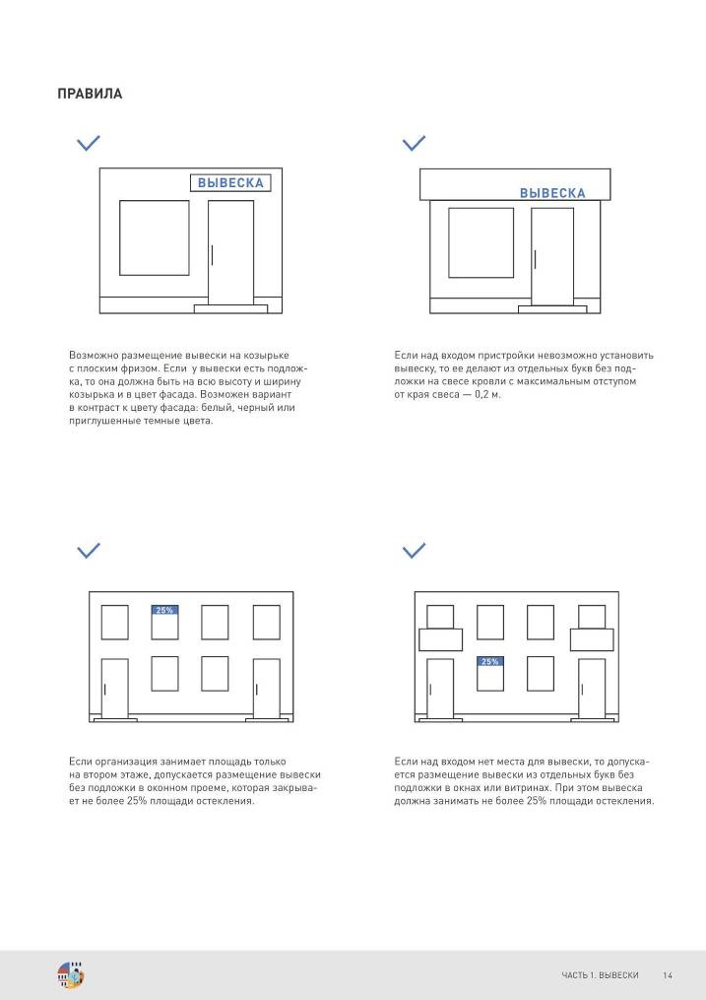 ПРАВИЛА
ВЫВЕСКА
ВЫВЕСКА
Возможно размещение вывески на козырьке
с плоским фризом. Если у вывески есть подлож-
ка, то она должна быть на всю высоту и ширину
козырька и в цвет фасада. Возможен вариант
в контраст к цвету фасада: белый, черный или
приглушенные темные цвета.
Если над входом пристройки невозможно установить
вывеску, то ее делают из отдельных букв без под-
ложки на свесе кровли с максимальным отступом
от края свеса — 0,2 м.
25%
25%
Если организация занимает площадь только
на втором этаже, допускается размещение вывески
без подложки в оконном проеме, которая закрыва-
ет не более 25% площади остекления.
Если над входом нет места для вывески, то допуска-
ется размещение вывески из отдельных букв без
подложки в окнах или витринах. При этом вывеска
должна занимать не более 25% площади остекления.
ЧАСТЬ 1. ВЫВЕСКИ 14